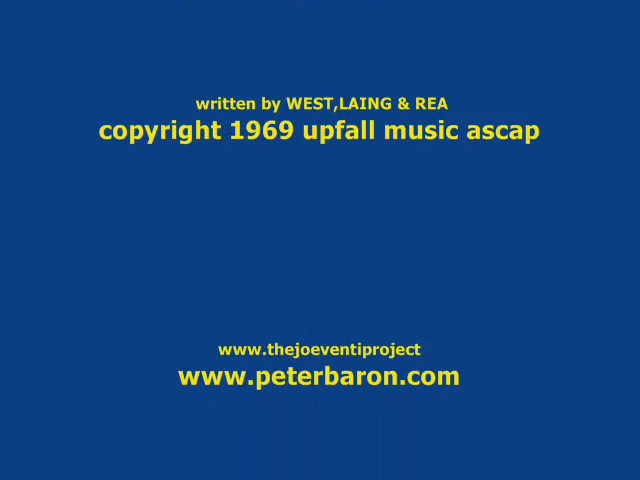 written by WEST,LAING & REA
copyright 1969 upfall music ascap
www.thejoeventiproject
www.peterbaron.com